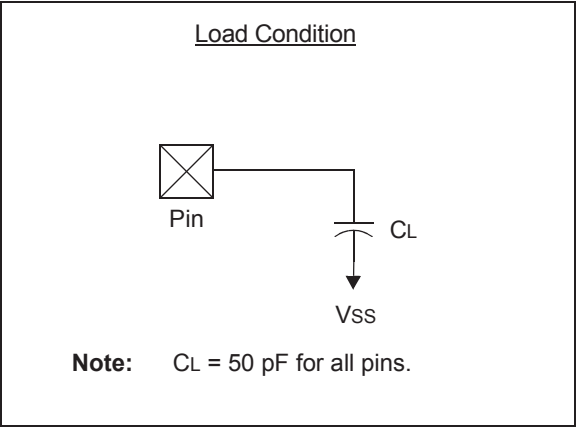 Load Condition
Pin
CL
VSS
Note: CL = 50 pF for all pins.